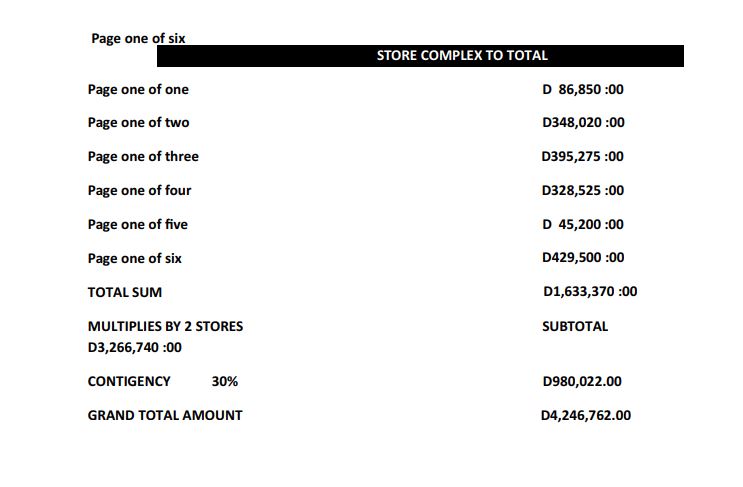 Page one of six
STORE COMPLEX TO TOTAL
Page one of one D 86,850 :00
Page one of two D348,020 :00
Page one of three D395,275 :00
Page one of four D328,525 :00
Page one of five D 45,200 :00
Page one of six D429,500 :00
TOTAL SUM D1,633,370 :00
MULTIPLIES BY 2 STORES SUBTOTAL
D3,266,740 :00
CONTIGENCY 30% D980,022.00
GRAND TOTAL AMOUNT D4,246,762.00